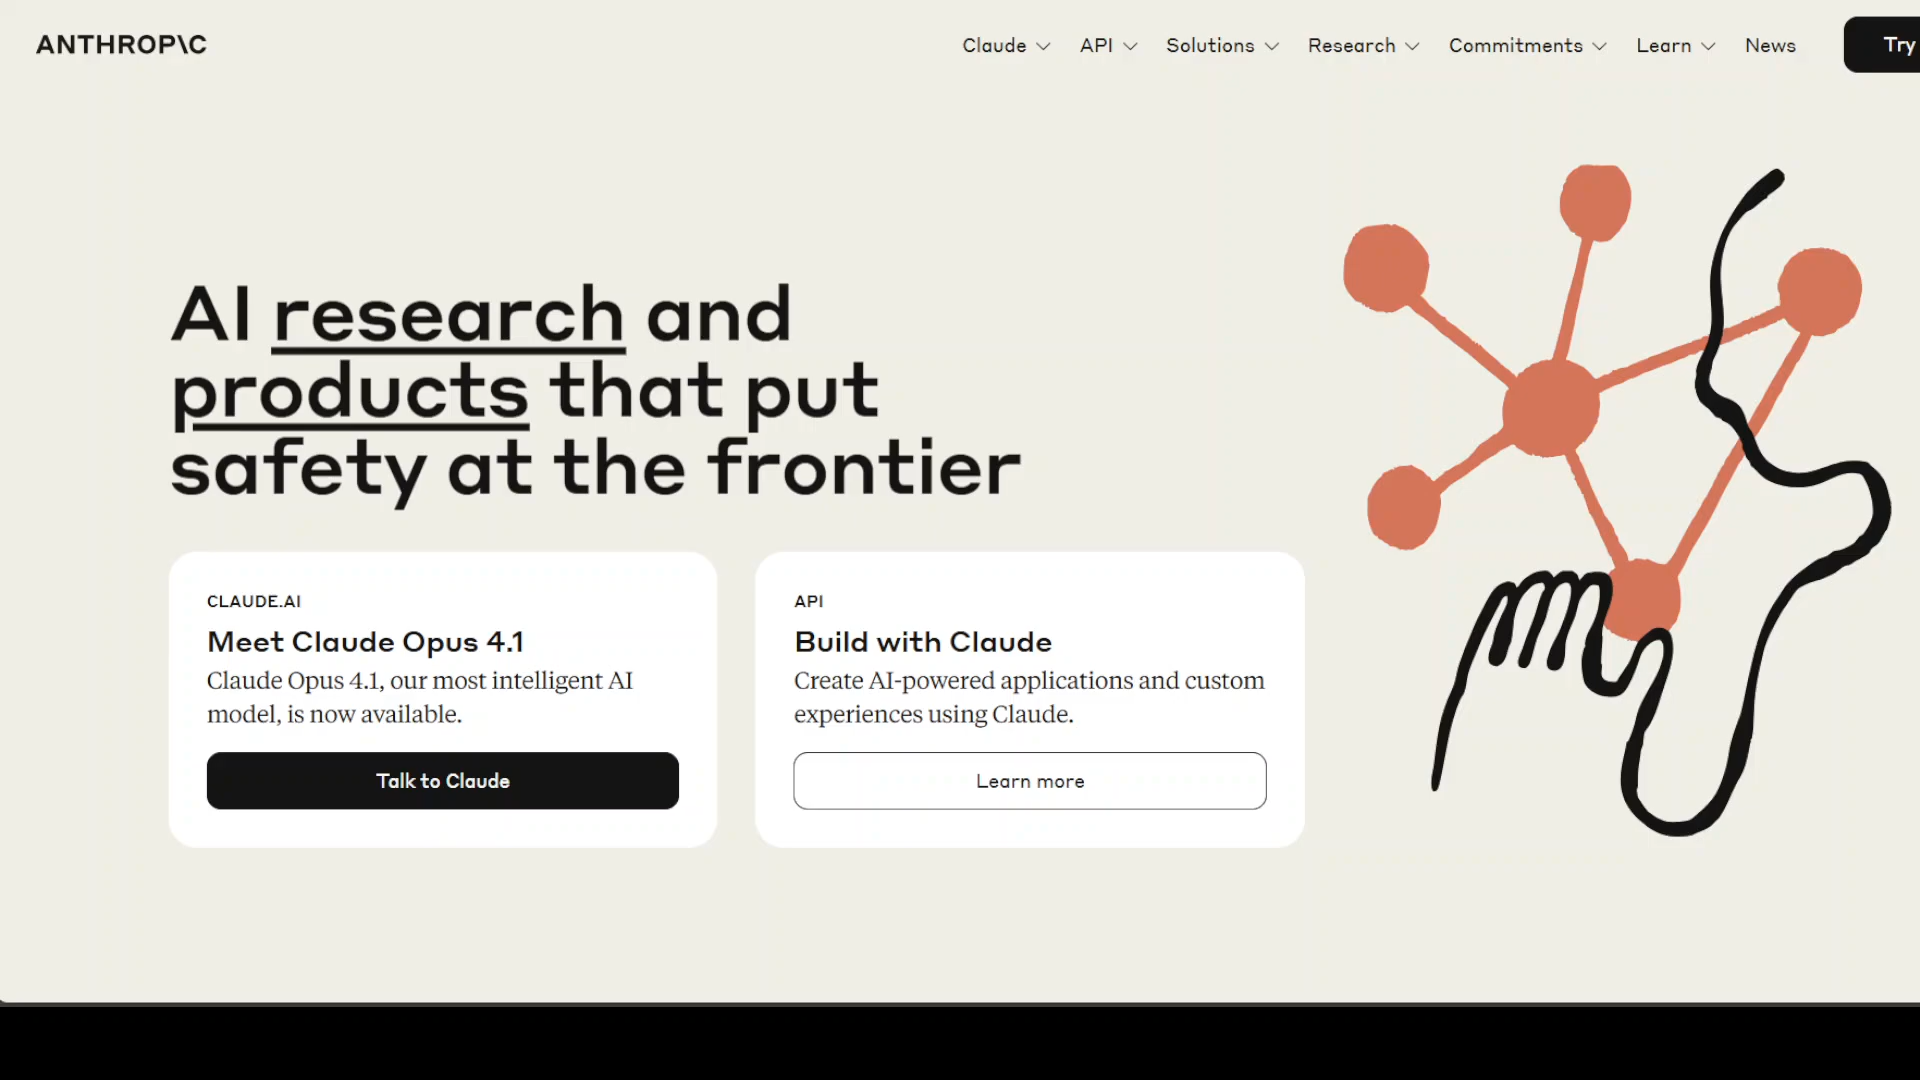 ANTHROP\C
Claude API Solutions Research Commitments Learn News Try
AI research and
products that put
safety at the frontier
CLAUDE.AI
Meet Claude Opus 4.1
Claude Opus 4.1, our most intelligent AI
model, is now available.
Talk to Claude
API
Build with Claude
Create AI-powered applications and custom
experiences using Claude.
Learn more